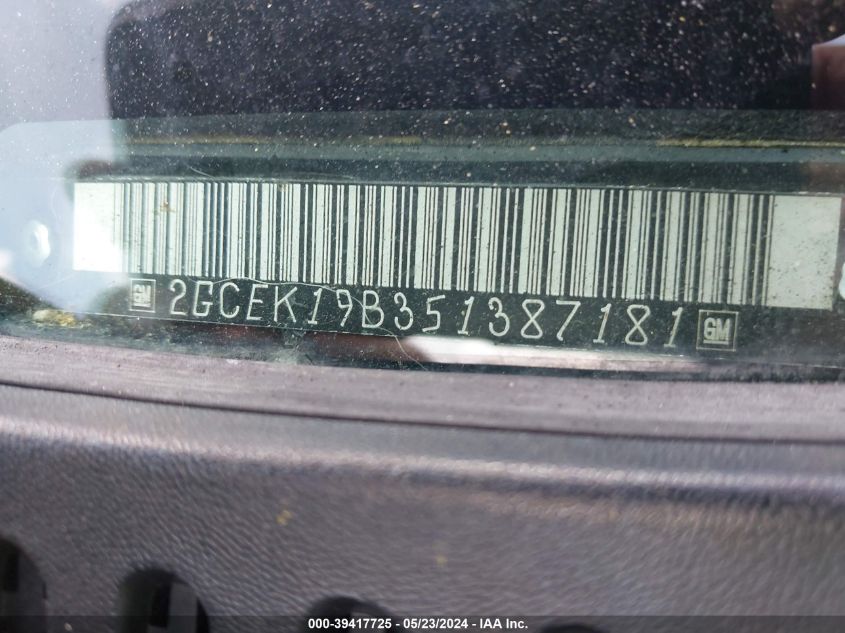 GM 2GCEK19B351387181 GM
000-39417725 - 05/23/2024 - IAA Inc.